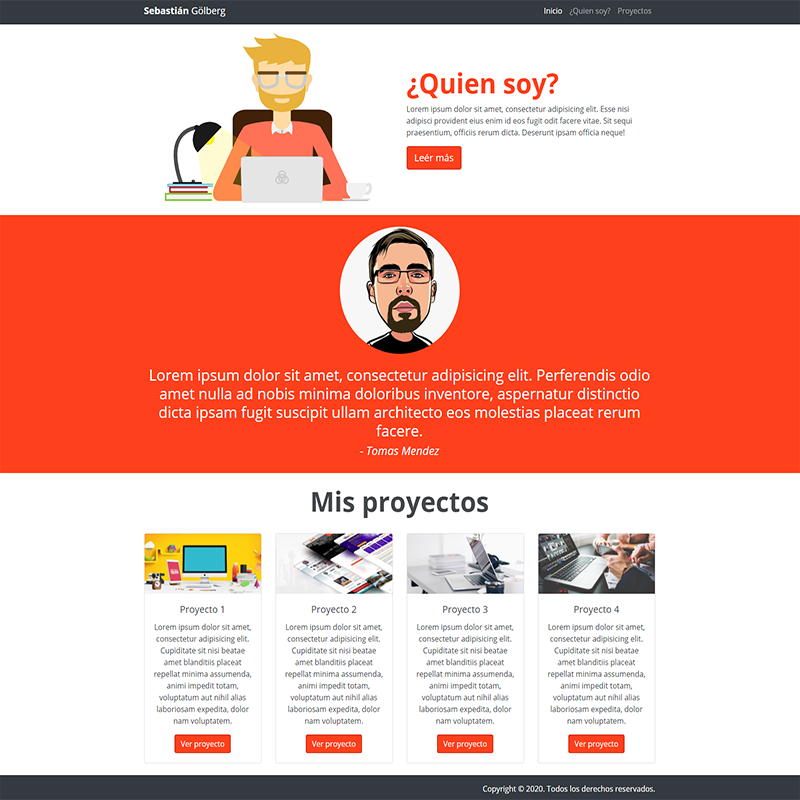 Sebastián Gölberg
Inicio ¿Quien soy? Proyectos
¿Quien soy?
Lorem ipsum dolor sit amet, consectetur adipisicing elit. Esse nisi
adipisci provident eius enim id eos fugit odit facere vitae. Sit sequi
praesentium, officiis rerum dicta. Deserunt ipsam officia neque!
Leér más
Lorem ipsum dolor sit amet, consectetur adipisicing elit. Perferendis odio
amet nulla ad nobis minima doloribus inventore, aspernatur distinctio
dicta ipsam fugit suscipit ullam architecto eos molestias placeat rerum
facere.
- Tomas Mendez
Mis proyectos
Proyecto 1
Lorem ipsum dolor sit amet,
consectetur adipisicing elit.
Cupiditate sit nisi beatae
amet blanditiis placeat
repellat minima assumenda,
animi impedit totam,
voluptatum aut nihil alias
laboriosam expedita, dolor
nam voluptatem.
Ver proyecto
Proyecto 2
Lorem ipsum dolor sit amet,
consectetur adipisicing elit.
Cupiditate sit nisi beatae
amet blanditiis placeat
repellat minima assumenda,
animi impedit totam,
voluptatum aut nihil alias
laboriosam expedita, dolor
nam voluptatem.
Ver proyecto
Proyecto 3
Lorem ipsum dolor sit amet,
consectetur adipisicing elit.
Cupiditate sit nisi beatae
amet blanditiis placeat
repellat minima assumenda,
animi impedit totam,
voluptatum aut nihil alias
laboriosam expedita, dolor
nam voluptatem.
Ver proyecto
Proyecto 4
Lorem ipsum dolor sit amet,
consectetur adipisicing elit.
Cupiditate sit nisi beatae
amet blanditiis placeat
repellat minima assumenda,
animi impedit totam,
voluptatum aut nihil alias
laboriosam expedita, dolor
nam voluptatem.
Ver proyecto
Copyright © 2020. Todos los derechos reservados.